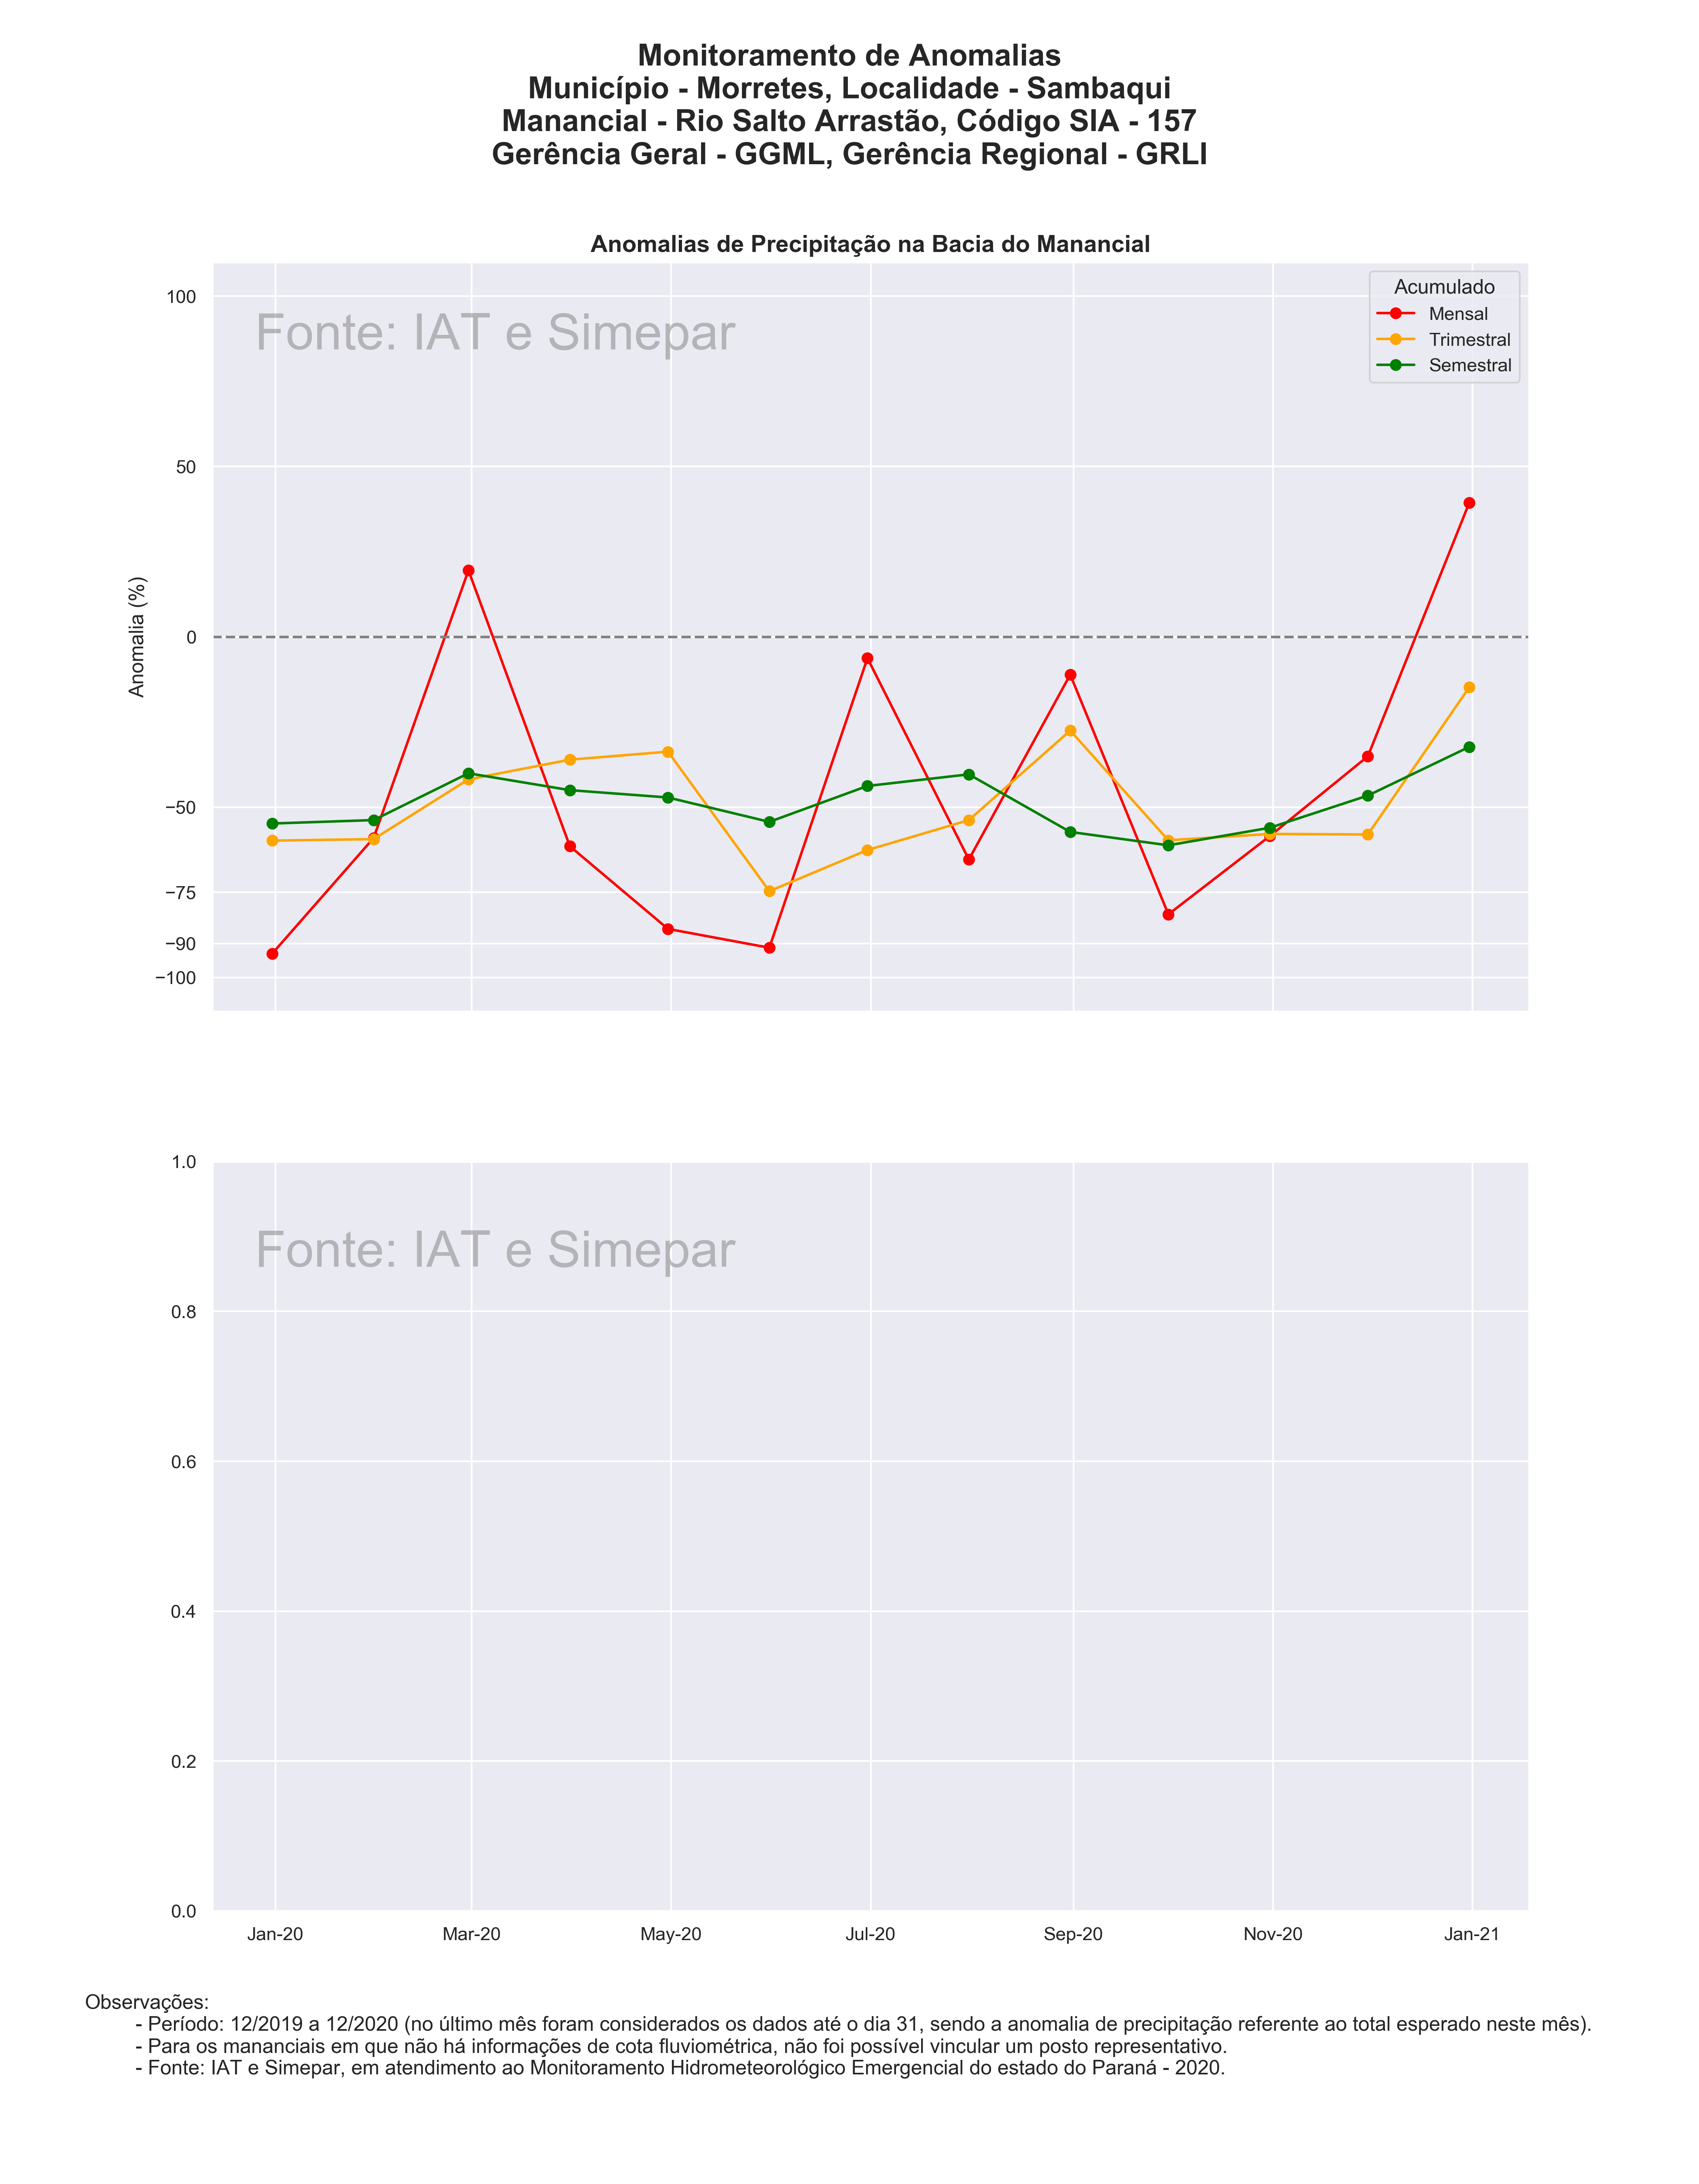 Monitoramento de Anomalias
Município - Morretes, Localidade - Sambaqui
Manancial - Rio Salto Arrastão, Código SIA - 157
Gerência Geral - GGML, Gerência Regional - GRLI
Anomalias de Precipitação na Bacia do Manancial
Fonte: IAT e Simepar
Acumulado
Mensal
Trimestral
Semestral
Anomalia (%)
100
50
0
−50
−75
−90
−100
Fonte: IAT e Simepar
1.0
0.8
0.6
0.4
0.2
0.0
Jan-20 Mar-20 May-20 Jul-20 Sep-20 Nov-20 Jan-21
Observações:
- Período: 12/2019 a 12/2020 (no último mês foram considerados os dados até o dia 31, sendo a anomalia de precipitação referente ao total esperado neste mês).
- Para os mananciais em que não há informações de cota fluviométrica, não foi possível vincular um posto representativo.
- Fonte: IAT e Simepar, em atendimento ao Monitoramento Hidrometeorológico Emergencial do estado do Paraná - 2020.